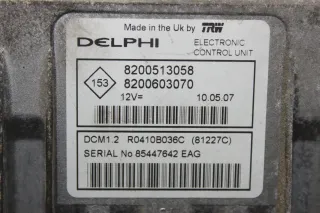 Made in the Uk by TRW
DELPHI
ELECTRONIC
CONTROL UNIT
153
8200513058
8200603070
12V=
10.05.07
DCM1.2 R0410B036C (81227C)
SERIAL No 85447642 EAG